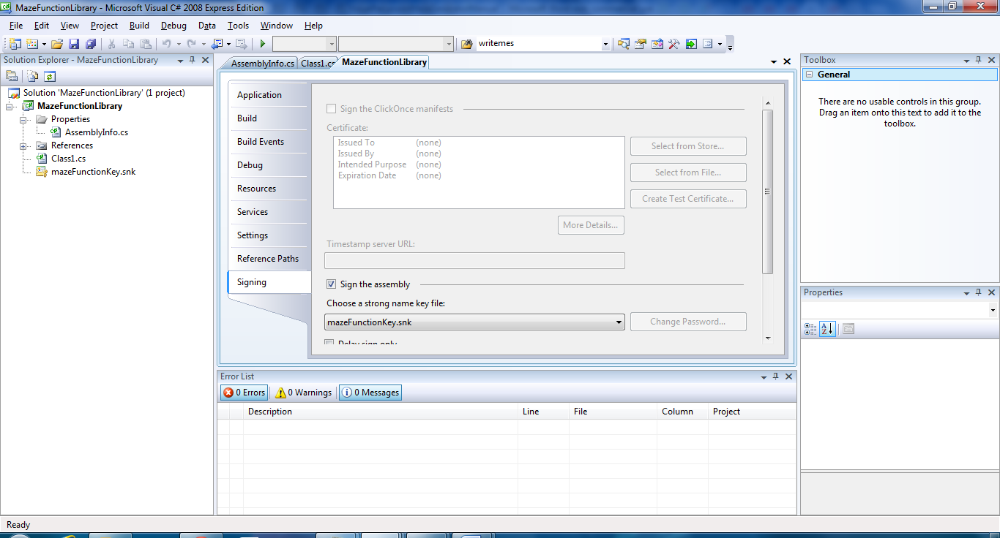 MazeFunctionLibrary - Microsoft Visual C# 2008 Express Edition
File Edit View Project Build Debug Data Tools Window Help
writemes
Solution Explorer - MazeFunctionLibrary
Solution 'MazeFunctionLibrary' (1 project)
MazeFunctionLibrary
Properties
AssemblyInfo.cs
References
Class1.cs
mazeFunctionKey.snk
AssemblyInfo.cs Class1.cs MazeFunctionLibrary
Application
Build
Build Events
Debug
Resources
Services
Settings
Reference Paths
Signing
Sign the ClickOnce manifests
Certificate:
Issued To (none)
Issued By (none)
Intended Purpose (none)
Expiration Date (none)
Select from Store...
Select from File...
Create Test Certificate...
More Details...
Timestamp server URL:
Sign the assembly
Choose a strong name key file:
mazeFunctionKey.snk
Change Password...
Delay sign only
Toolbox
General
There are no usable controls in this group.
Drag an item onto this text to add it to the
toolbox.
Properties
Error List
0 Errors 0 Warnings 0 Messages
Description Line File Column Project
Ready